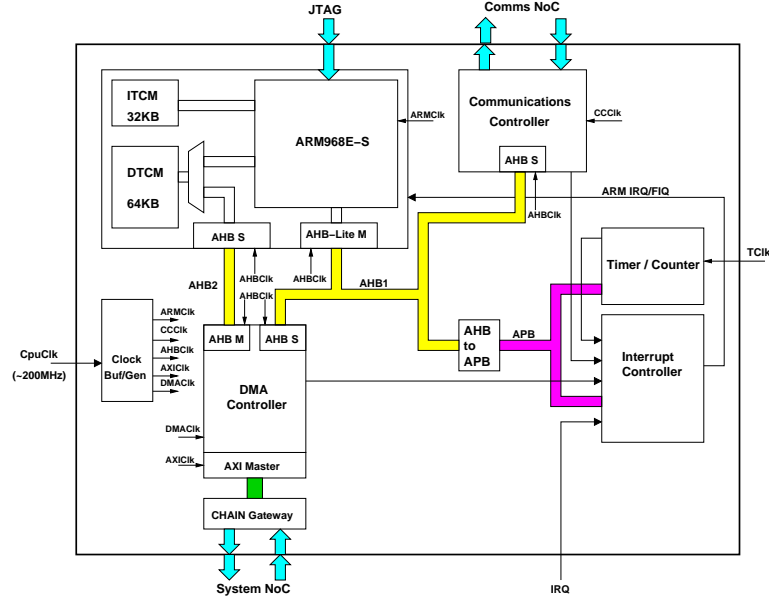 JTAG
Comms NoC
ITCM
32KB
ARM968E–S
ARMClk
Communications
Controller
CCClk
DTCM
64KB
AHB S
ARM IRQ/FIQ
AHB S
AHB–Lite M
AHBClk
Timer / Counter
TClk
AHBClk
AHBClk
AHB2
AHBClk
AHB1
ARMClk
CCClk
AHBClk
AXIClk
DMAClk
CpuClk
(~200MHz)
Clock
Buf/Gen
AHB M
AHB S
AHB
to
APB
APB
Interrupt
Controller
DMA
Controller
DMAClk
AXIClk
AXI Master
CHAIN Gateway
System NoC
IRQ